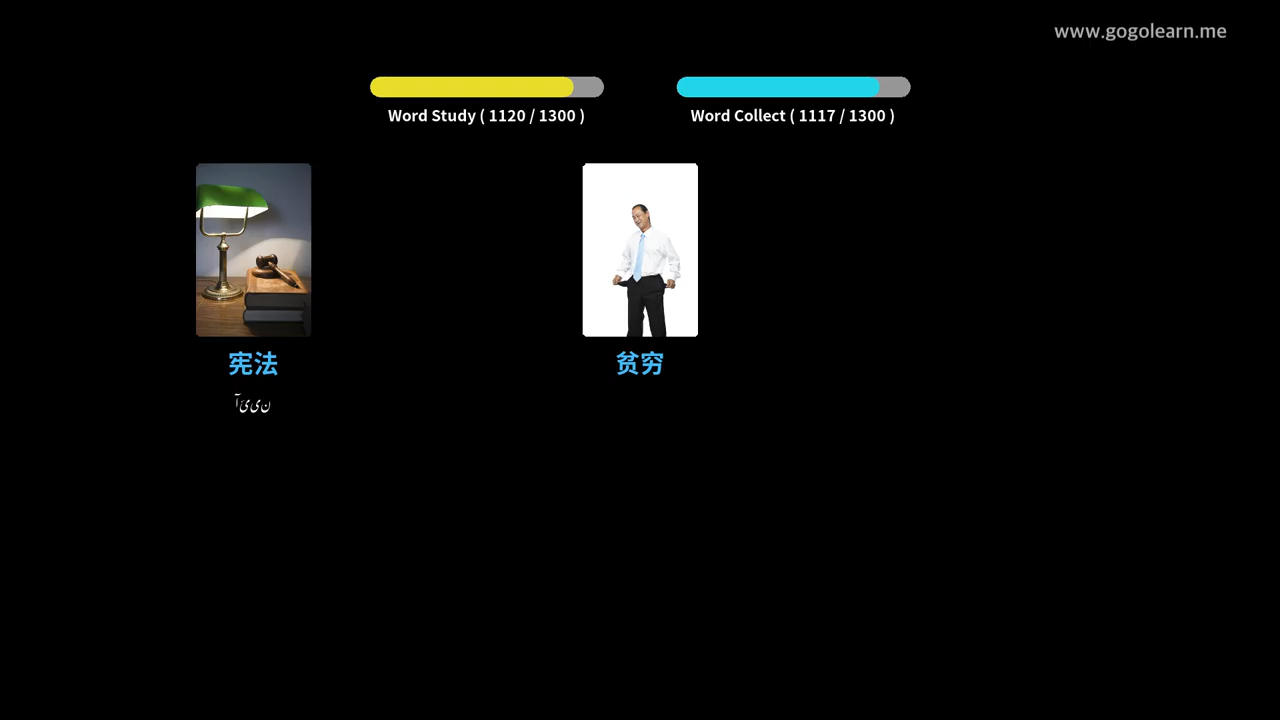 www.gogolearn.me
Word Study ( 1120 / 1300 )
Word Collect ( 1117 / 1300 )
宪法
贫穷
آئین